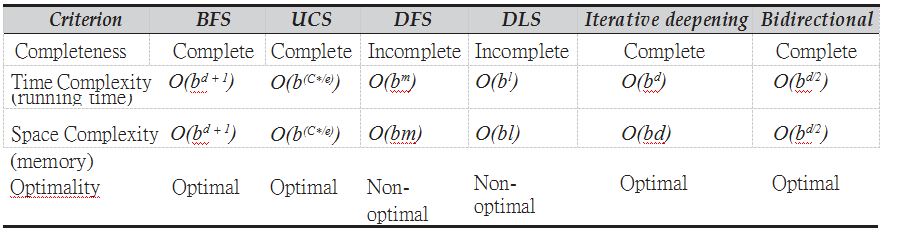 Criterion BFS UCS DFS DLS Iterative deepening Bidirectional
Completeness Complete Complete Incomplete Incomplete Complete Complete
Time Complexity O(b^{d+1}) O(b^{(C*/e)}) O(b^m) O(b^l) O(b^d) O(b^{d/2})
(running time)
Space Complexity O(b^{d+1}) O(b^{(C*/e)}) O(bm) O(bl) O(bd) O(b^{d/2})
(memory)
Optimality Optimal Optimal Non- Non- Optimal Optimal
optimal optimal